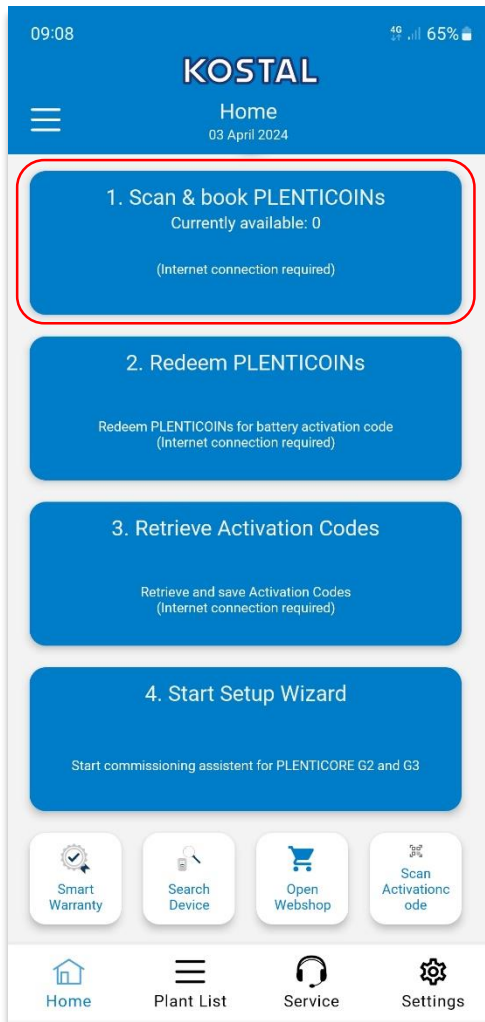 09:08
4G
65%
KOSTAL
Home
03 April 2024
1. Scan & book PLENTICOINs
Currently available: 0
(Internet connection required)
2. Redeem PLENTICOINs
Redeem PLENTICOINs for battery activation code
(Internet connection required)
3. Retrieve Activation Codes
Retrieve and save Activation Codes
(Internet connection required)
4. Start Setup Wizard
Start commissioning assistent for PLENTICORE G2 and G3
Smart
Warranty
Search
Device
Open
Webshop
Scan
Activationc
ode
Home
Plant List
Service
Settings